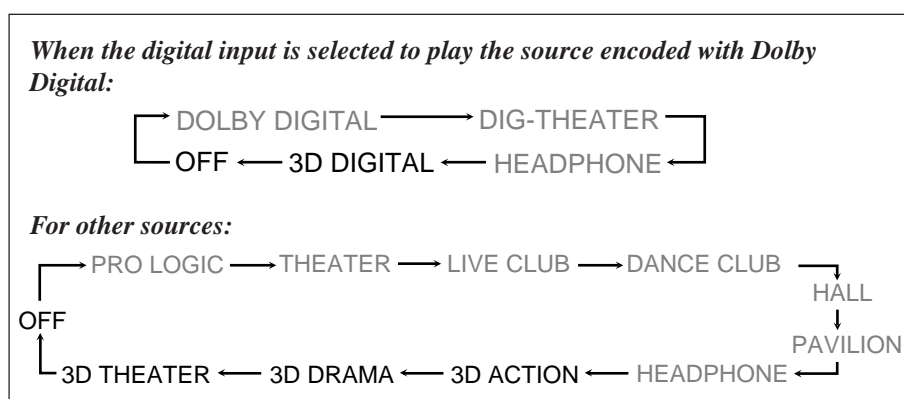 When the digital input is selected to play the source encoded with Dolby
Digital:
DOLBY DIGITAL DIG-THEATER
OFF 3D DIGITAL HEADPHONE
For other sources:
PRO LOGIC THEATER LIVE CLUB DANCE CLUB
HALL
OFF
PAVILION
3D THEATER 3D DRAMA 3D ACTION HEADPHONE